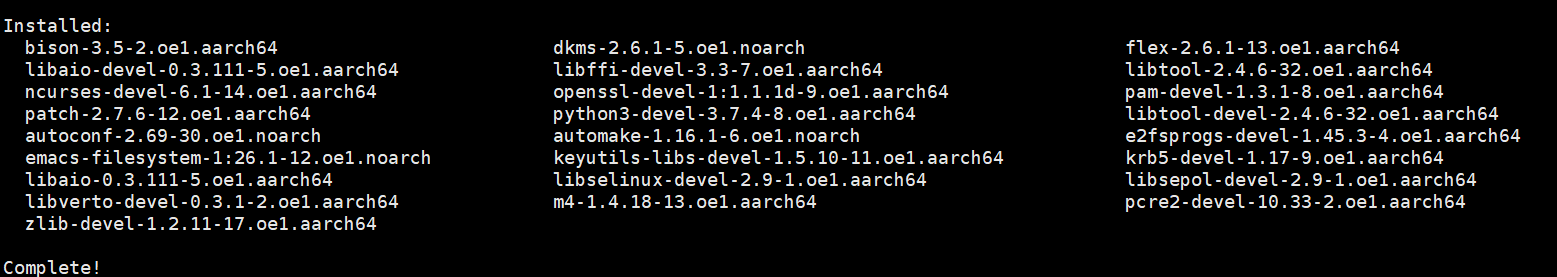 Installed:
bison-3.5-2.oe1.aarch64 dkms-2.6.1-5.oe1.noarch flex-2.6.1-13.oe1.aarch64
libaio-devel-0.3.111-5.oe1.aarch64 libffi-devel-3.3-7.oe1.aarch64 libtool-2.4.6-32.oe1.aarch64
ncurses-devel-6.1-14.oe1.aarch64 openssl-devel-1:1.1.1d-9.oe1.aarch64 pam-devel-1.3.1-8.oe1.aarch64
patch-2.7.6-12.oe1.aarch64 python3-devel-3.7.4-8.oe1.aarch64 libtool-devel-2.4.6-32.oe1.aarch64
autoconf-2.69-30.oe1.noarch automake-1.16.1-6.oe1.noarch e2fsprogs-devel-1.45.3-4.oe1.aarch64
emacs-filesystem-1:26.1-12.oe1.noarch keyutils-libs-devel-1.5.10-11.oe1.aarch64 krb5-devel-1.17-9.oe1.aarch64
libaio-0.3.111-5.oe1.aarch64 libselinux-devel-2.9-1.oe1.aarch64 libsepol-devel-2.9-1.oe1.aarch64
libverto-devel-0.3.1-2.oe1.aarch64 m4-1.4.18-13.oe1.aarch64 pcre2-devel-10.33-2.oe1.aarch64
zlib-devel-1.2.11-17.oe1.aarch64
Complete!